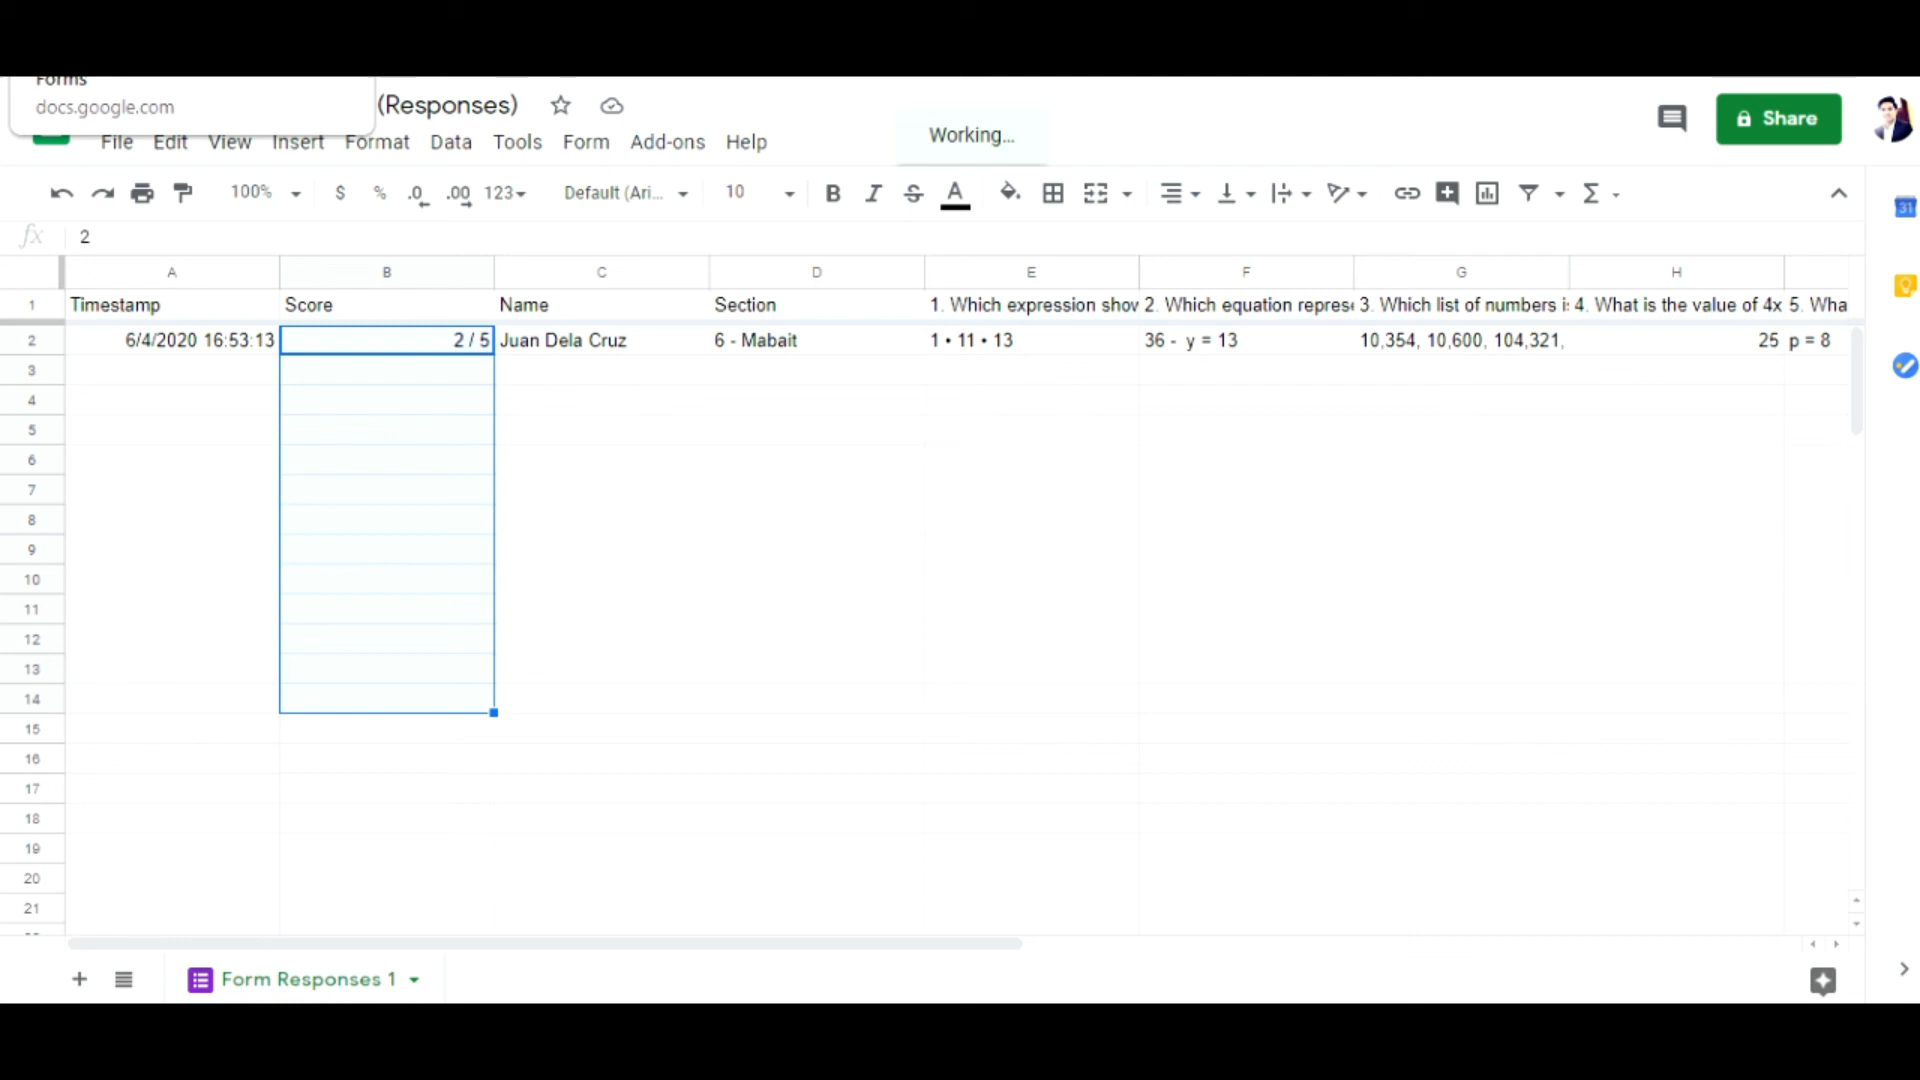 Forms
docs.google.com
(Responses)
File Edit View Insert Format Data Tools Form Add-ons Help
Working...
Share
100% $ % .0 .00 123 Default (Ari... 10 B I S A Σ
31
fx 2
A B C D E F G H
1 Timestamp Score Name Section 1. Which expression show 2. Which equation represe 3. Which list of numbers is 4. What is the value of 4x 5. Wha
2 6/4/2020 16:53:13 2 / 5 Juan Dela Cruz 6 - Mabait 1 • 11 • 13 36 - y = 13 10,354, 10,600, 104,321, 25 p = 8
3
4
5
6
7
8
9
10
11
12
13
14
15
16
17
18
19
20
21
Form Responses 1